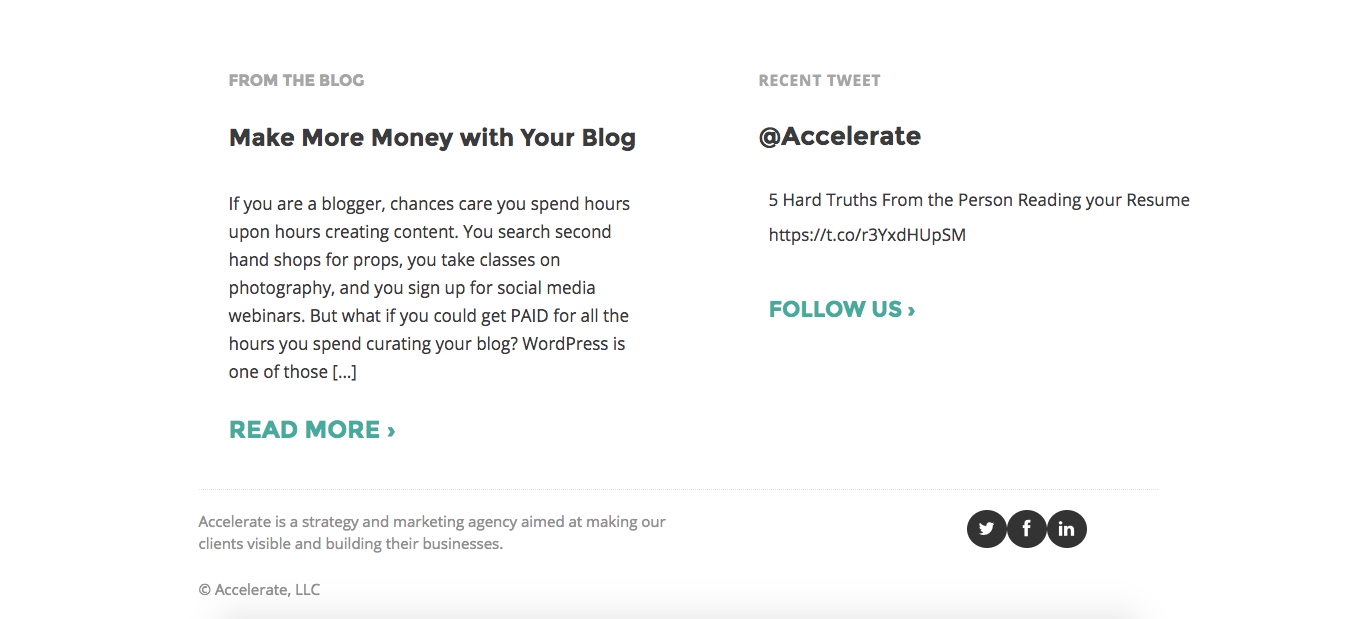 FROM THE BLOG
Make More Money with Your Blog
If you are a blogger, chances care you spend hours
upon hours creating content. You search second
hand shops for props, you take classes on
photography, and you sign up for social media
webinars. But what if you could get PAID for all the
hours you spend curating your blog? WordPress is
one of those [...]
READ MORE ›
RECENT TWEET
@Accelerate
5 Hard Truths From the Person Reading your Resume
https://t.co/r3YxdHUpSM
FOLLOW US ›
Accelerate is a strategy and marketing agency aimed at making our
clients visible and building their businesses.
© Accelerate, LLC
f
in